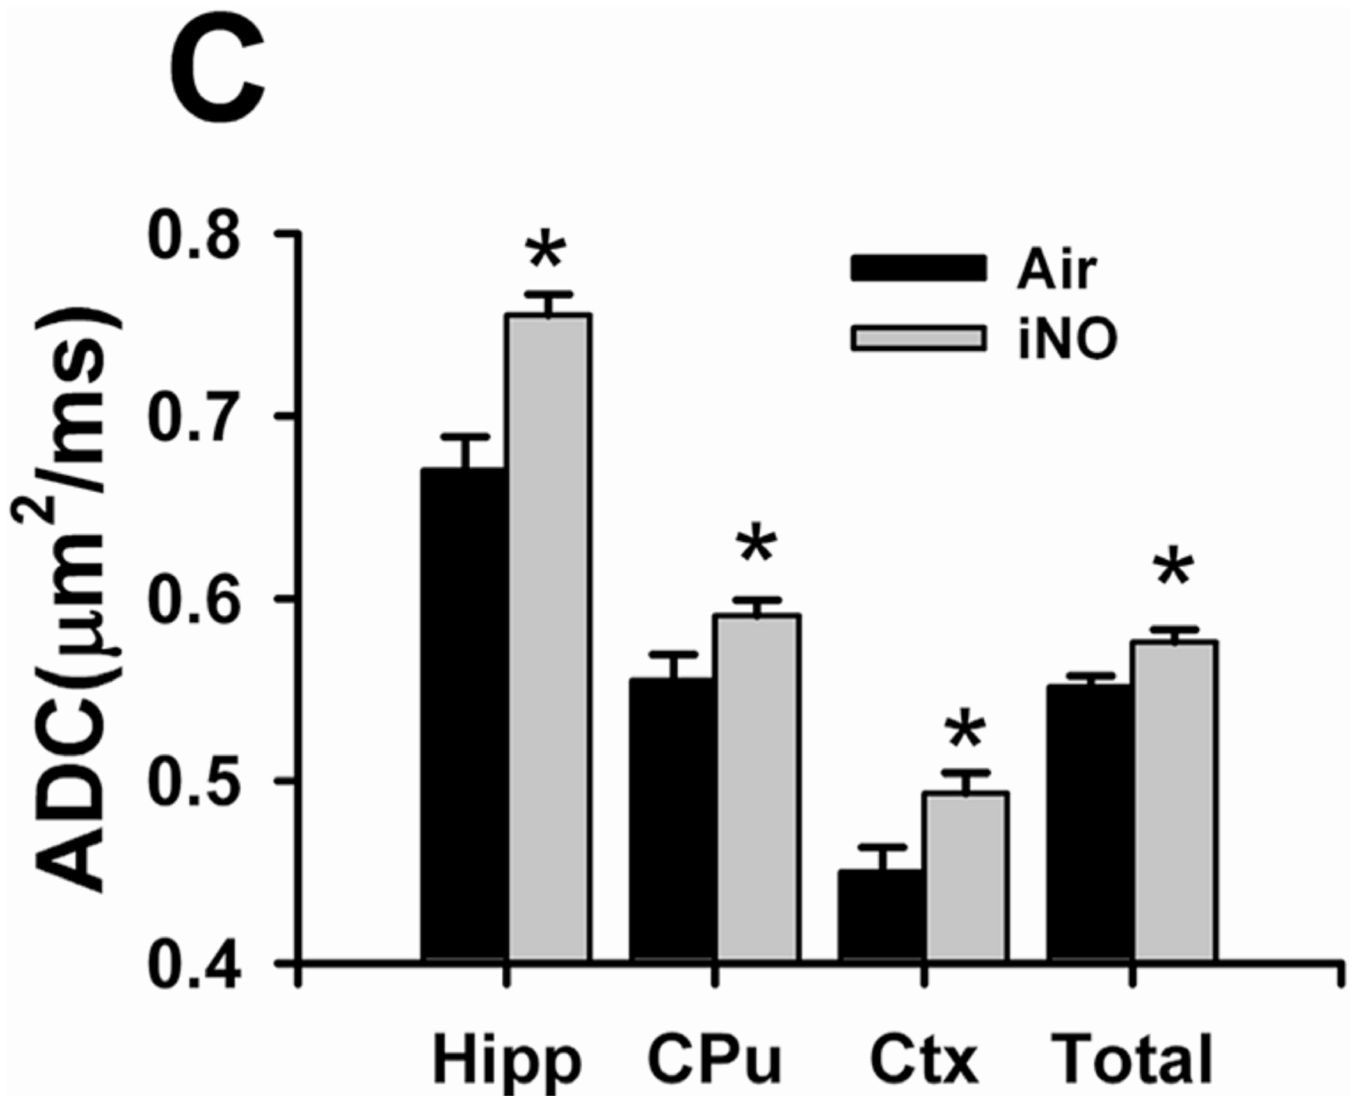 C
ADC(μm²/ms)
0.8
0.7
0.6
0.5
0.4
Air
iNO
*
*
*
*
Hipp CPu Ctx Total